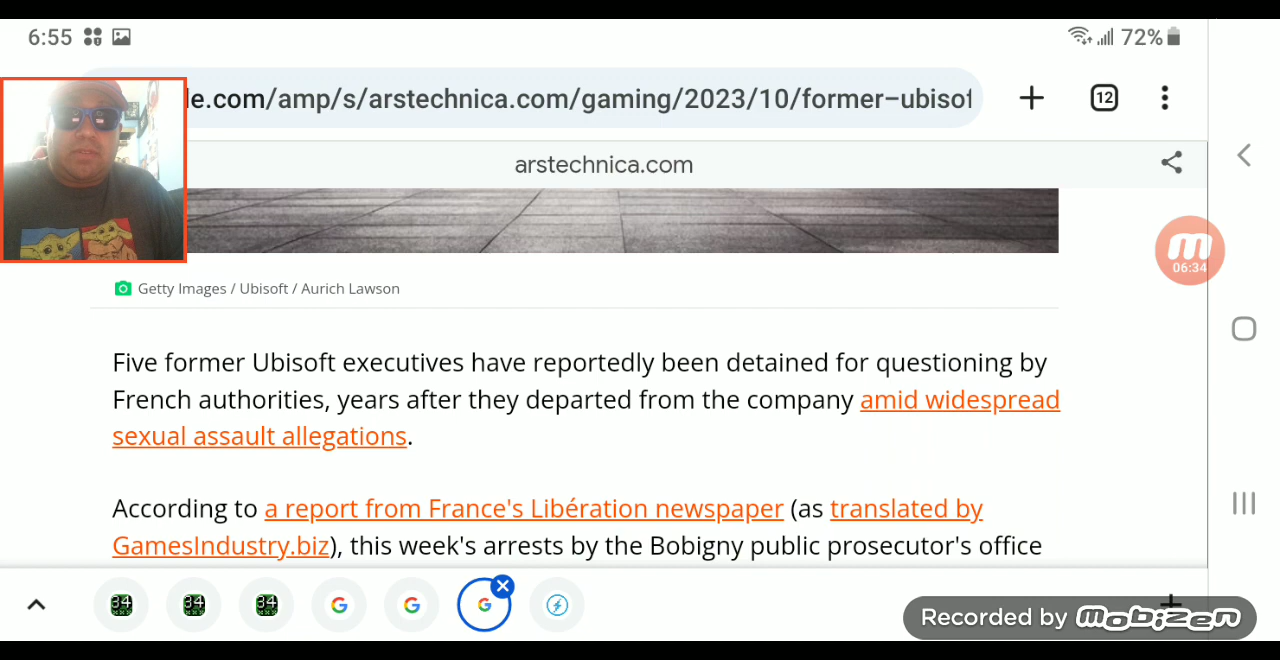 6:55
72%
le.com/amp/s/arstechnica.com/gaming/2023/10/former-ubisof
12
arstechnica.com
06:34
Getty Images / Ubisoft / Aurich Lawson
Five former Ubisoft executives have reportedly been detained for questioning by
French authorities, years after they departed from the company amid widespread
sexual assault allegations.
According to a report from France's Libération newspaper (as translated by
GamesIndustry.biz), this week's arrests by the Bobigny public prosecutor's office
34
34
34
G
G
G
Recorded by mobizen